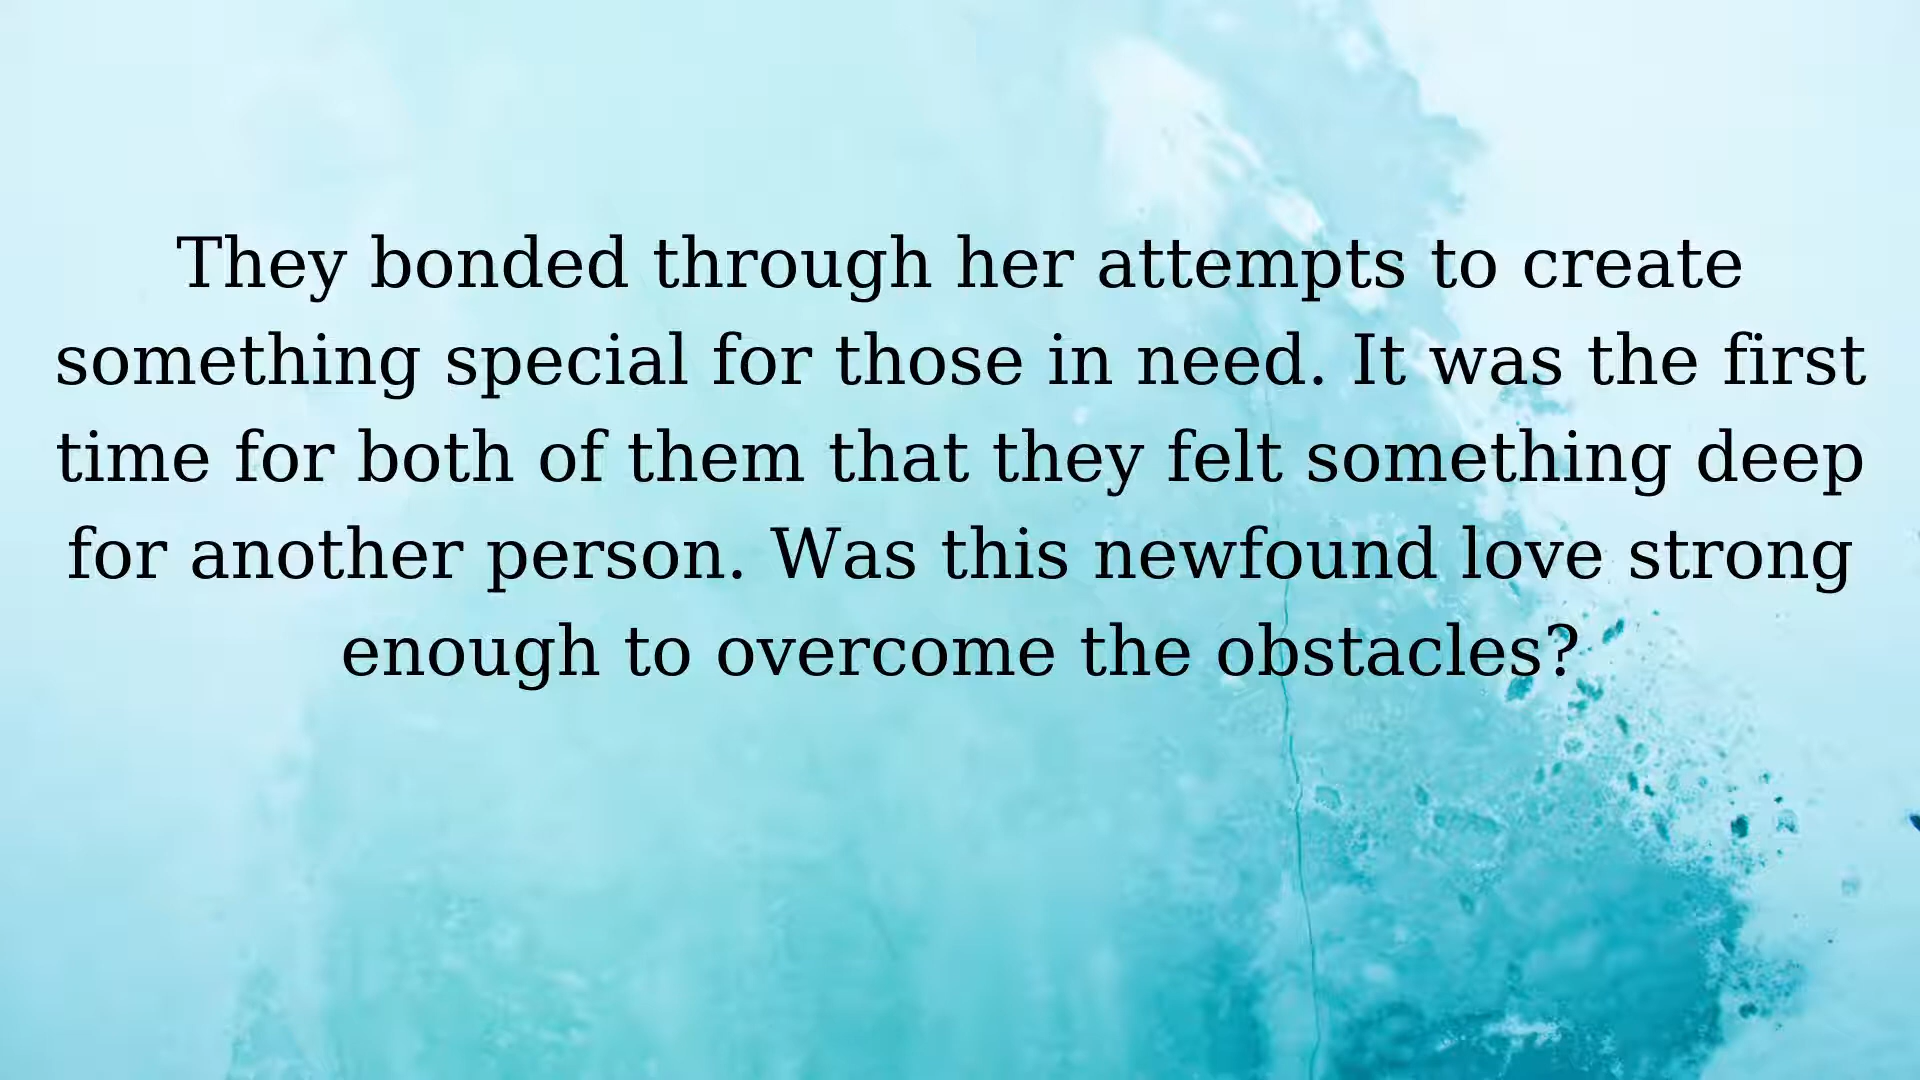 They bonded through her attempts to create
something special for those in need. It was the first
time for both of them that they felt something deep
for another person. Was this newfound love strong
enough to overcome the obstacles?